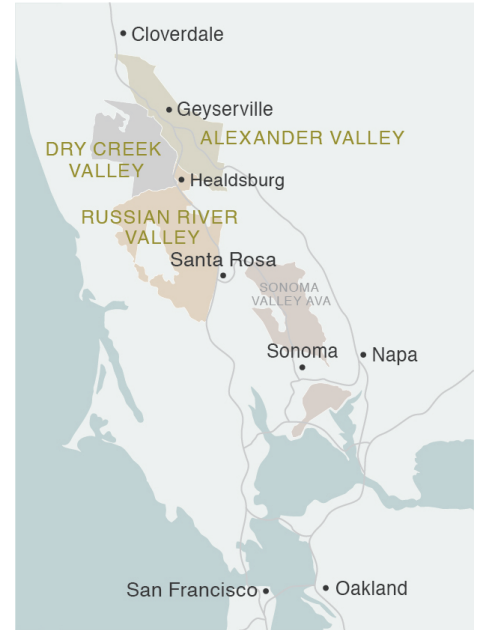 Cloverdale
Geyserville
ALEXANDER VALLEY
DRY CREEK
VALLEY
Healdsburg
RUSSIAN RIVER
VALLEY
Santa Rosa
SONOMA
VALLEY AVA
Sonoma
Napa
San Francisco
Oakland